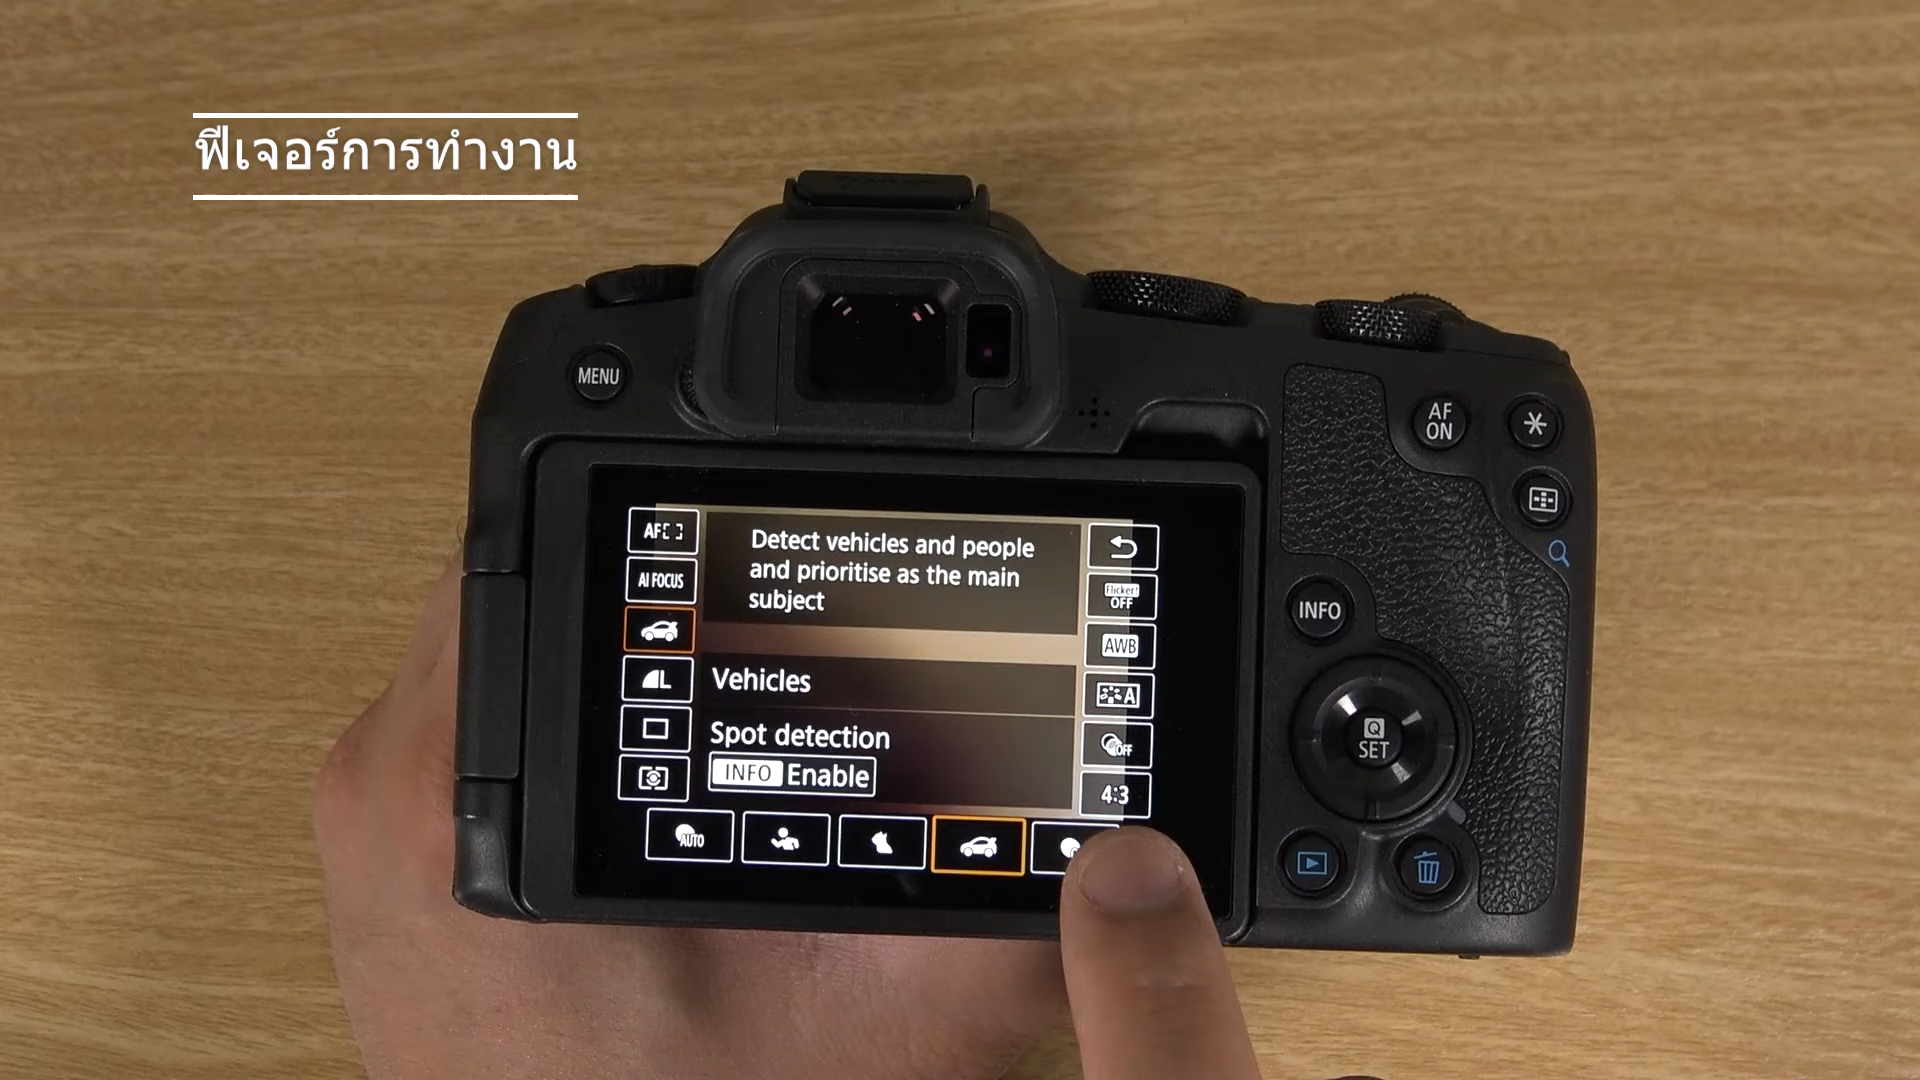 ฟีเจอร์การทำงาน
MENU
AF
ON
INFO
Q
SET
AF
AI FOCUS
L
Detect vehicles and people
and prioritise as the main
subject
Vehicles
Spot detection
INFO Enable
Flicker!
OFF
AWB
A
OFF
4:3
AUTO